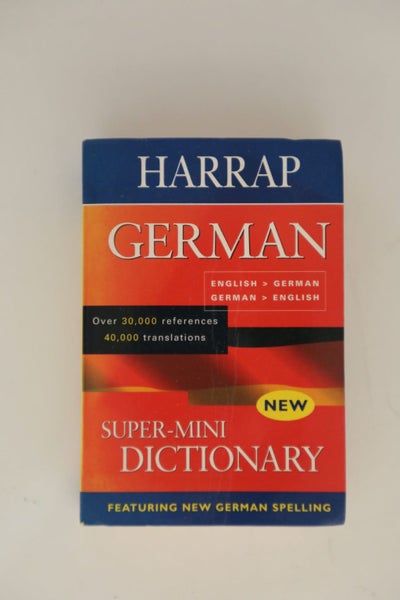 HARRAP
GERMAN
ENGLISH > GERMAN
GERMAN > ENGLISH
Over 30,000 references
40,000 translations
NEW
SUPER-MINI
DICTIONARY
FEATURING NEW GERMAN SPELLING